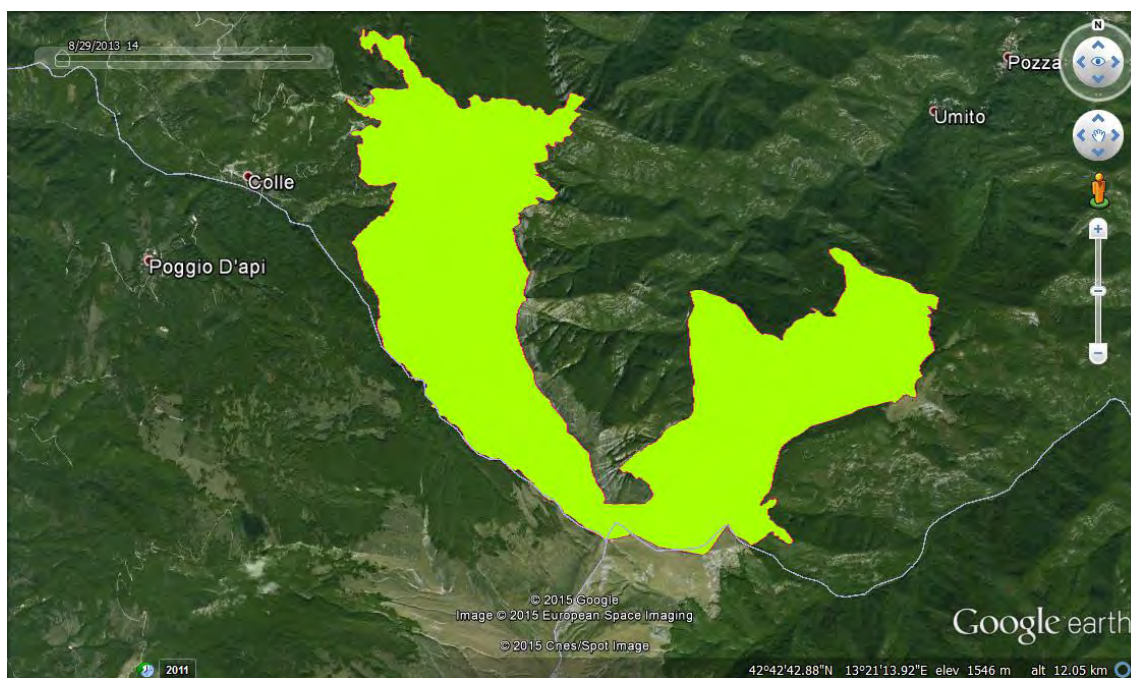 8/29/2013 14
N
Pozza
Umito
Colle
Poggio D'api
© 2015 Google
Image © 2015 European Space Imaging
© 2015 Cnes/Spot Image
Google earth
2011
42°42'42.88"N 13°21'13.92"E elev 1546 m alt 12.05 km